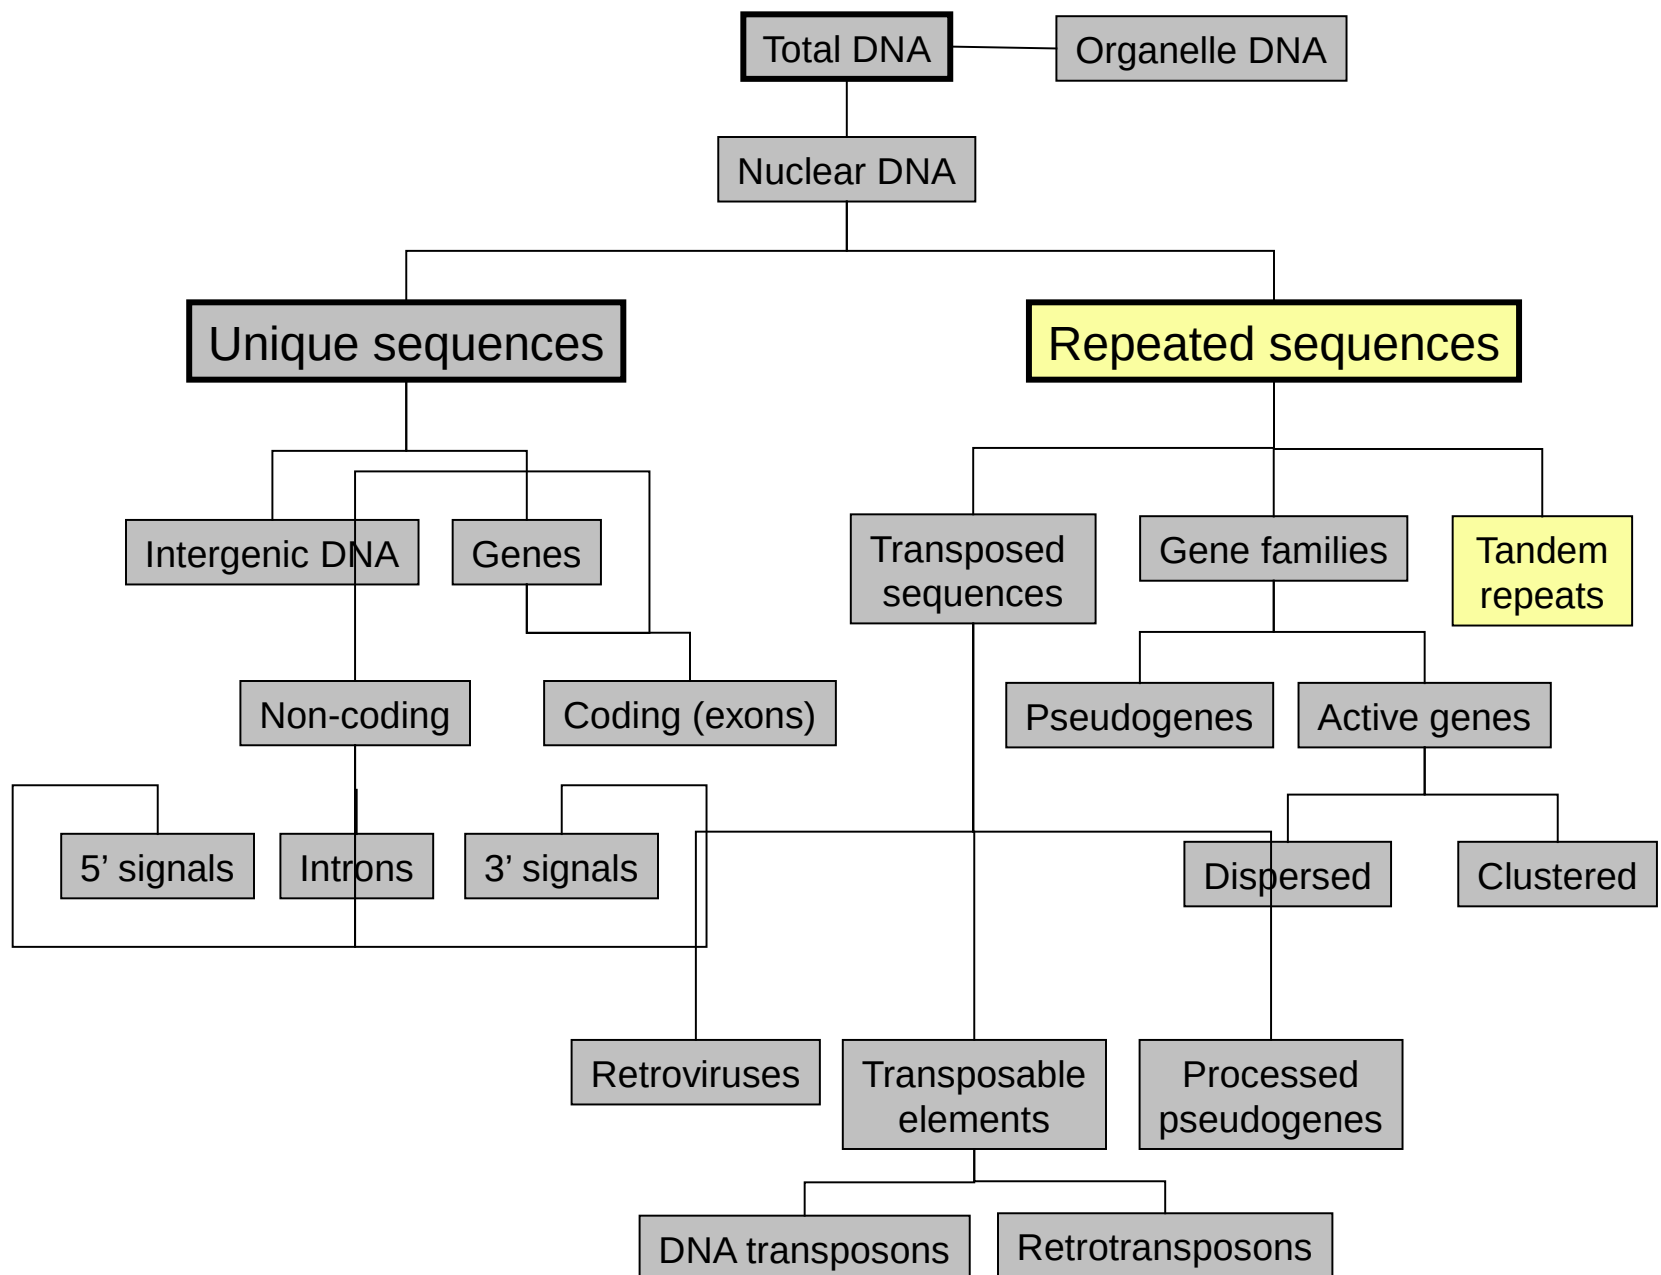 Total DNA
Organelle DNA
Nuclear DNA
Unique sequences
Repeated sequences
Intergenic DNA
Genes
Transposed
sequences
Gene families
Tandem
repeats
Non-coding
Coding (exons)
Pseudogenes
Active genes
5’ signals
Introns
3’ signals
Dispersed
Clustered
Retroviruses
Transposable
elements
Processed
pseudogenes
DNA transposons
Retrotransposons